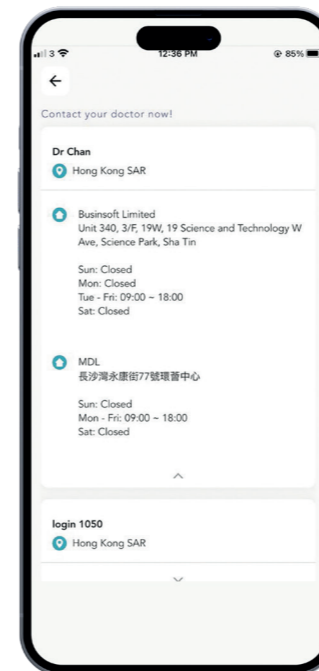 3
12:36 PM
85%
Contact your doctor now!
Dr Chan
Hong Kong SAR
Businsoft Limited
Unit 340, 3/F, 19W, 19 Science and Technology W
Ave, Science Park, Sha Tin
Sun: Closed
Mon: Closed
Tue - Fri: 09:00 ~ 18:00
Sat: Closed
MDL
長沙灣永康街77號環薈中心
Sun: Closed
Mon - Fri: 09:00 ~ 18:00
Sat: Closed
login 1050
Hong Kong SAR